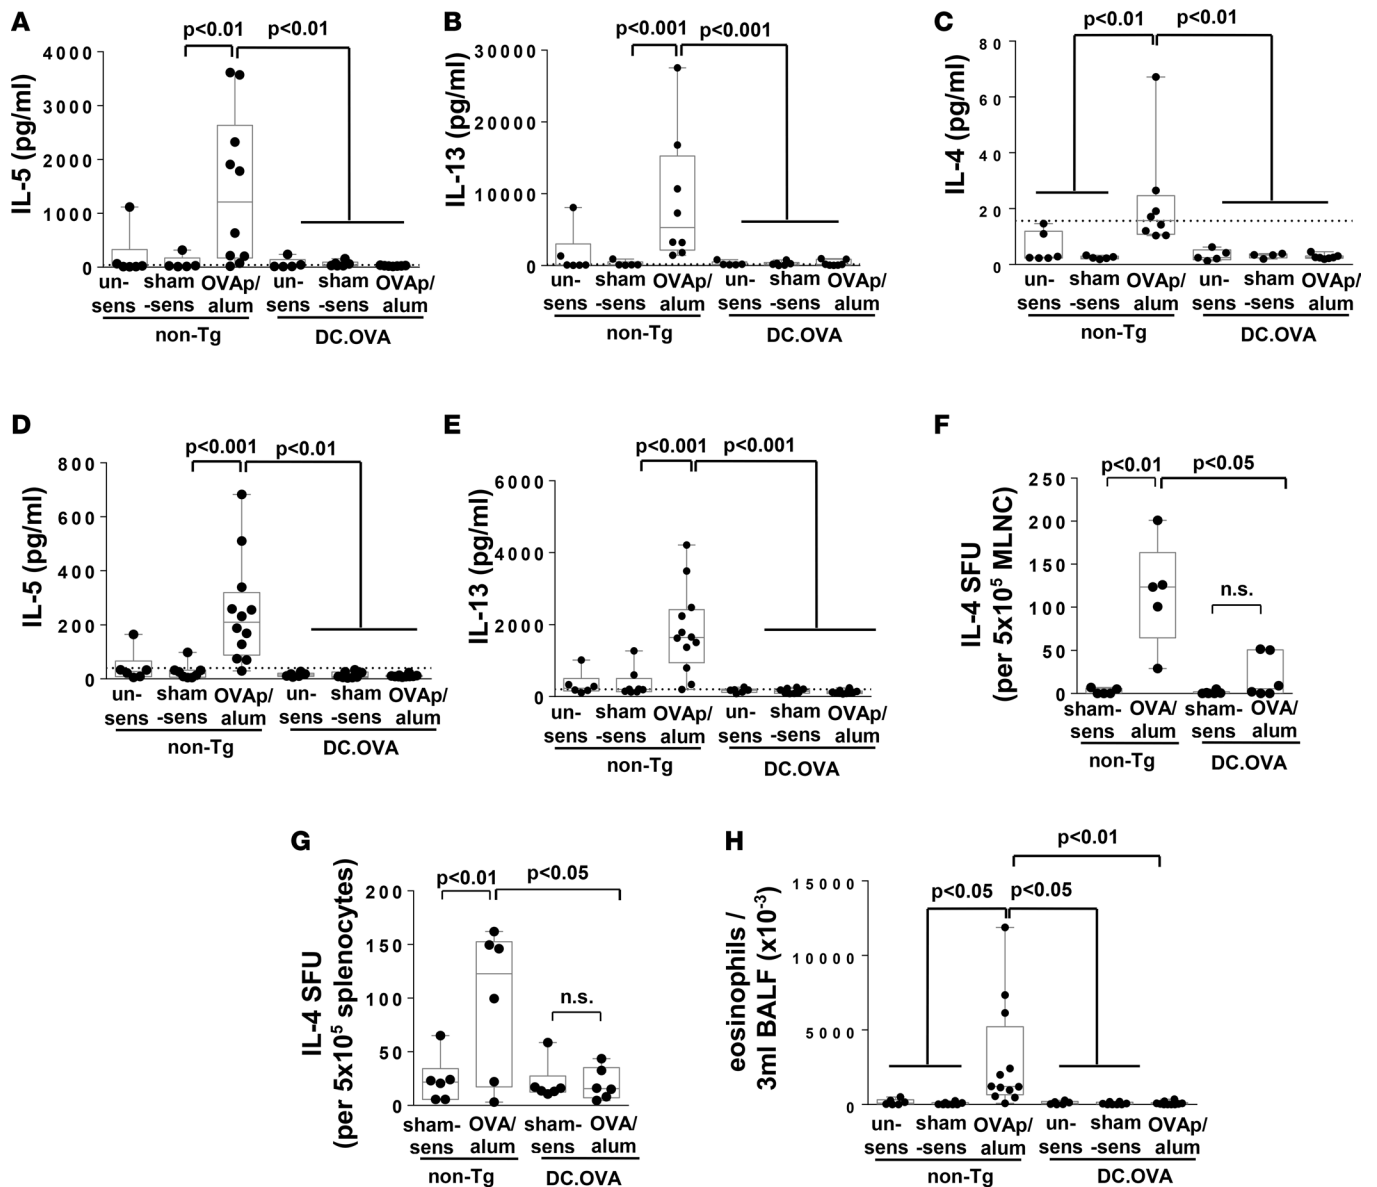 A
p<0.01 p<0.01
IL-5 (pg/ml)
4000
3000
2000
1000
0
un-sens
sham-sens
OVAp/alum
un-sens
sham-sens
OVAp/alum
non-Tg
DC.OVA
B
p<0.001 p<0.001
IL-13 (pg/ml)
30000
20000
10000
0
un-sens
sham-sens
OVAp/alum
un-sens
sham-sens
OVAp/alum
non-Tg
DC.OVA
C
p<0.01 p<0.01
IL-4 (pg/ml)
80
60
40
20
0
un-sens
sham-sens
OVAp/alum
un-sens
sham-sens
OVAp/alum
non-Tg
DC.OVA
D
p<0.001 p<0.01
IL-5 (pg/ml)
800
600
400
200
0
un-sens
sham-sens
OVAp/alum
un-sens
sham-sens
OVAp/alum
non-Tg
DC.OVA
E
p<0.001 p<0.001
IL-13 (pg/ml)
6000
4000
2000
0
un-sens
sham-sens
OVAp/alum
un-sens
sham-sens
OVAp/alum
non-Tg
DC.OVA
F
p<0.01 p<0.05
n.s.
IL-4 SFU
(per 5x10⁵ MLNC)
250
200
150
100
50
0
sham-sens
OVA/alum
sham-sens
OVA/alum
non-Tg
DC.OVA
G
p<0.01 p<0.05
n.s.
IL-4 SFU
(per 5x10⁵ splenocytes)
200
150
100
50
0
sham-sens
OVA/alum
sham-sens
OVA/alum
non-Tg
DC.OVA
H
p<0.01
p<0.05 p<0.05
eosinophils /
3ml BALF (x10⁻³)
15000
10000
5000
0
un-sens
sham-sens
OVAp/alum
un-sens
sham-sens
OVAp/alum
non-Tg
DC.OVA